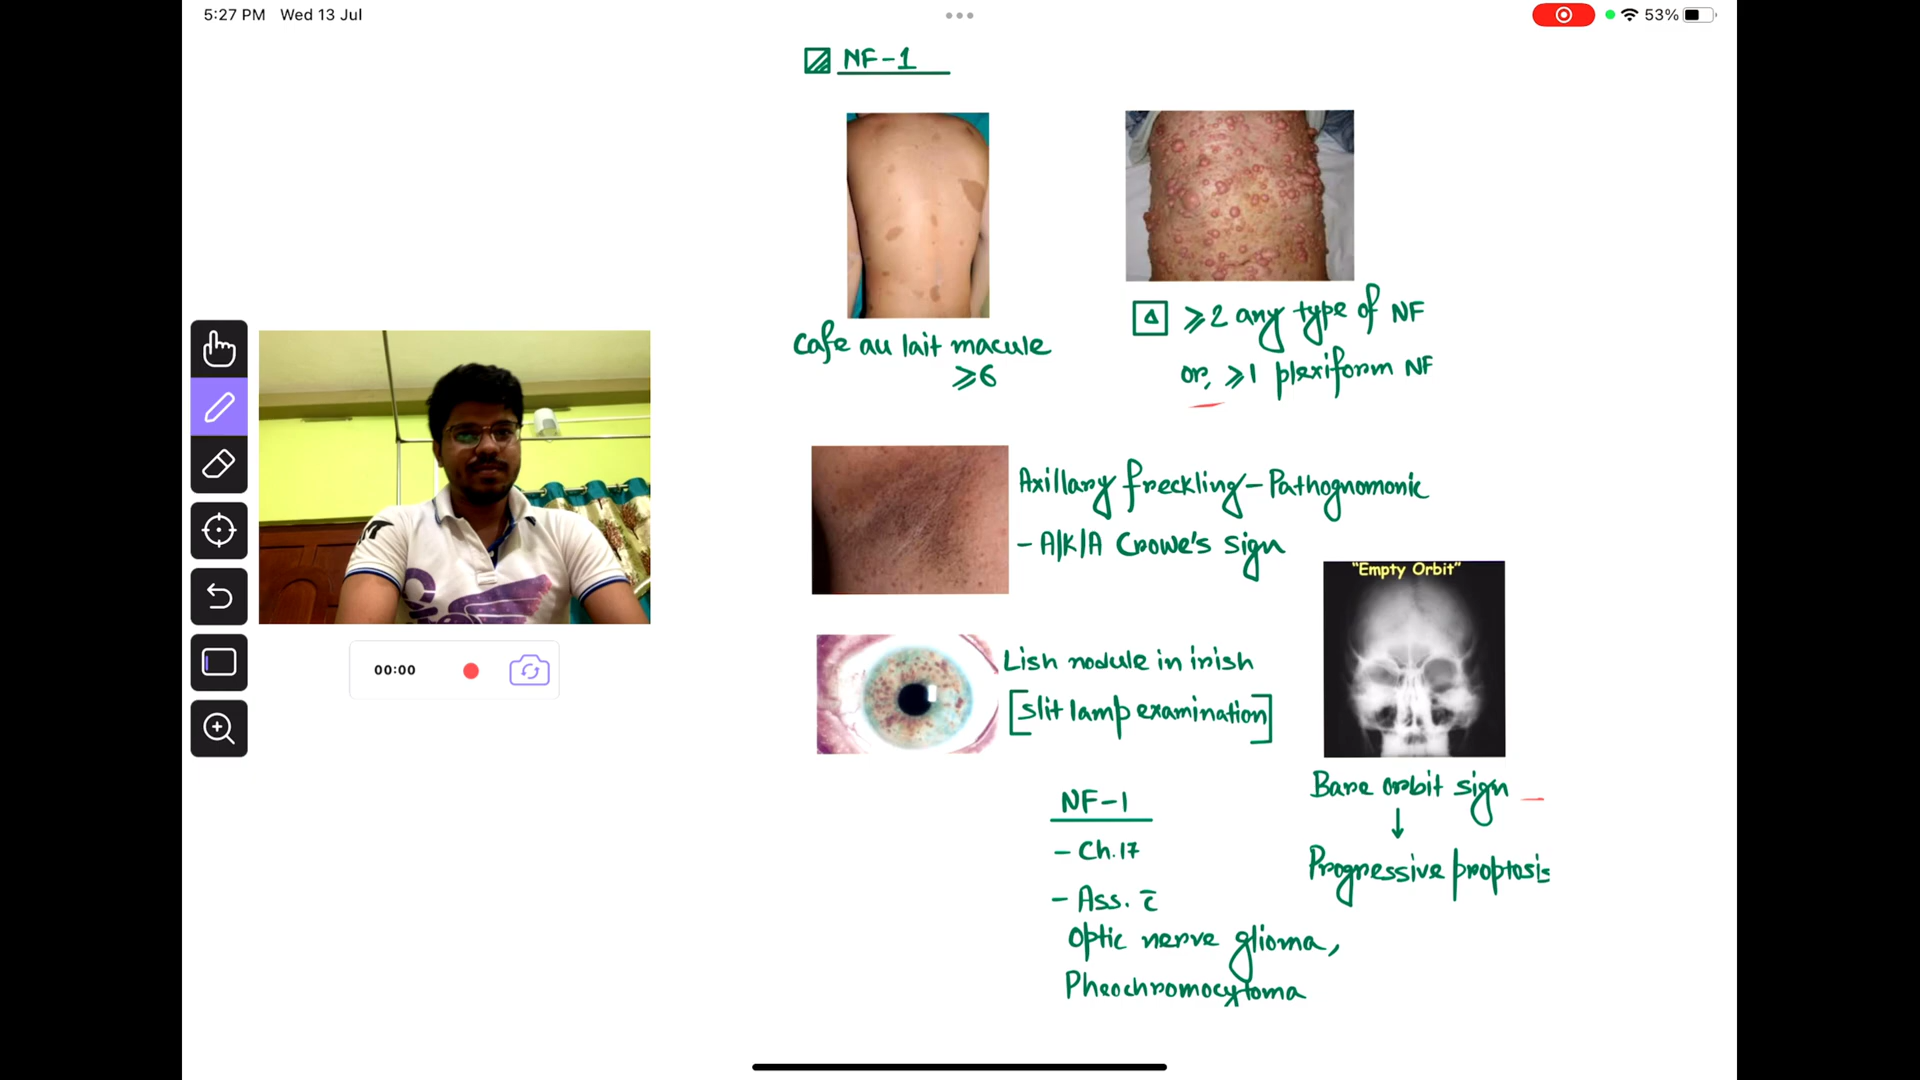 5:27 PM Wed 13 Jul
53%
NF-1
Cafe au lait macule
≥6
≥2 any type of NF
or, ≥1 plexiform NF
Axillary freckling - Pathognomonic
- A/K/A Crowe's sign
"Empty Orbit"
Lish nodule in irish
[slit lamp examination]
00:00
Bare orbit sign
↓
Progressive proptosis
NF-1
- Ch.17
- Ass. c̄
Optic nerve glioma,
Pheochromocytoma